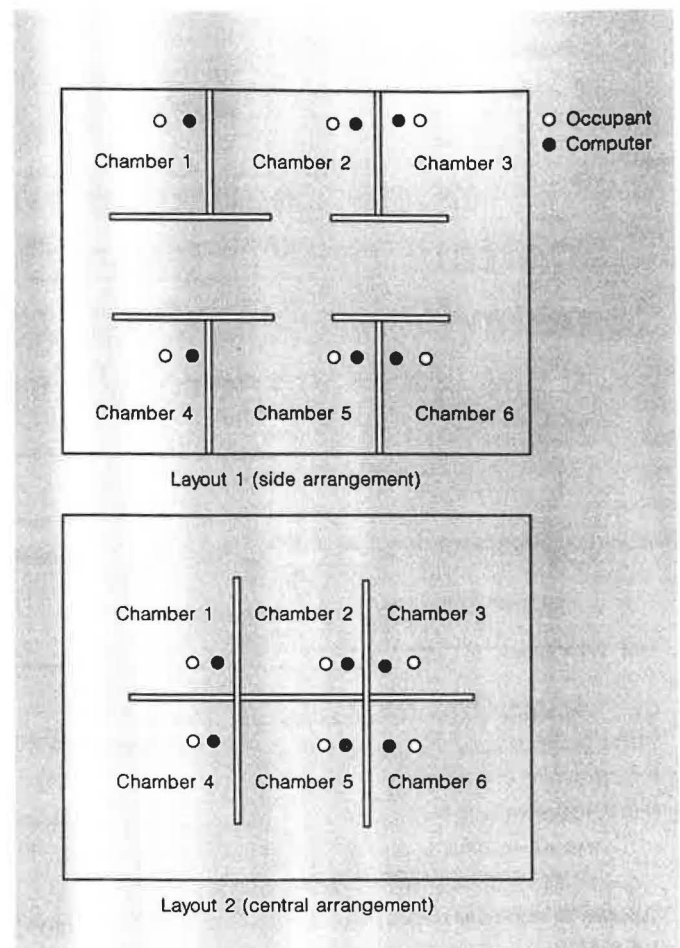 Occupant
Computer
Chamber 1
Chamber 2
Chamber 3
Chamber 4
Chamber 5
Chamber 6
Layout 1 (side arrangement)
Chamber 1
Chamber 2
Chamber 3
Chamber 4
Chamber 5
Chamber 6
Layout 2 (central arrangement)